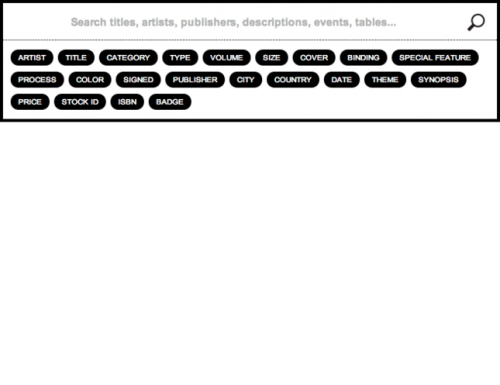 Search titles, artists, publishers, descriptions, events, tables...
ARTIST TITLE CATEGORY TYPE VOLUME SIZE COVER BINDING SPECIAL FEATURE
PROCESS COLOR SIGNED PUBLISHER CITY COUNTRY DATE THEME SYNOPSIS
PRICE STOCK ID ISBN BADGE